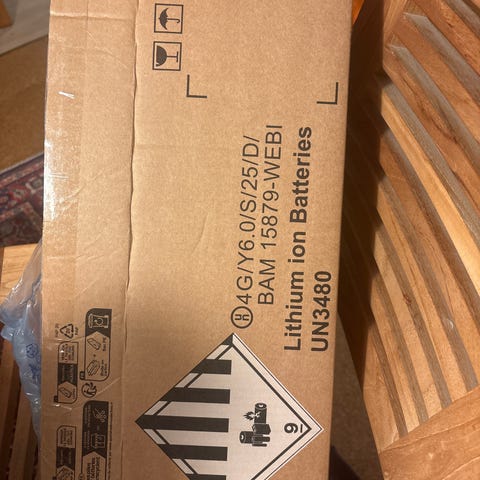 4G/Y6.0/S/25/D/
BAM 15879-WEBI
Lithium ion Batteries
UN3480
9